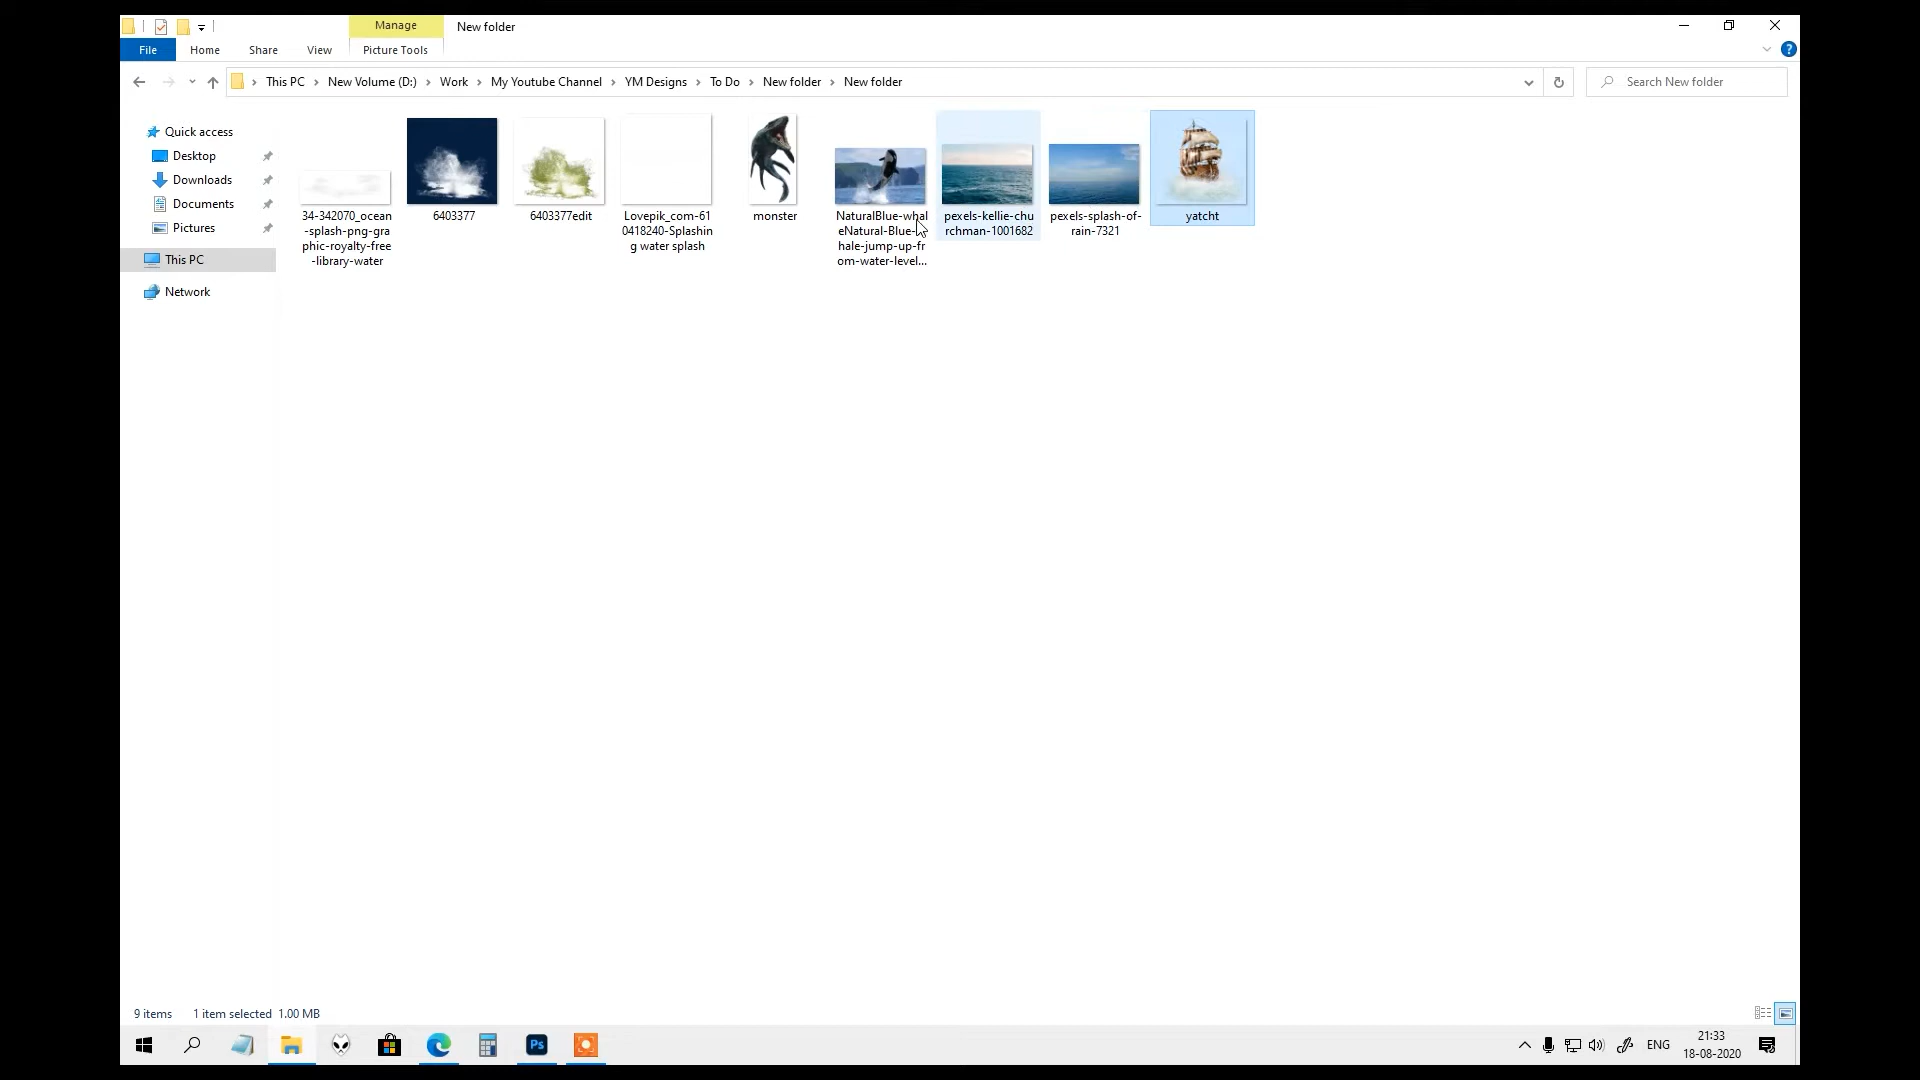 Manage
New folder
File
Home
Share
View
Picture Tools
?
This PC
New Volume (D:)
Work
My Youtube Channel
YM Designs
To Do
New folder
New folder
Search New folder
Quick access
Desktop
Downloads
Documents
Pictures
This PC
Network
34-342070_ocean
-splash-png-gra
phic-royalty-free
-library-water
6403377
6403377edit
Lovepik_com-61
0418240-Splashin
g water splash
monster
NaturalBlue-whal
hale-jump-up-fr
om-water-level...
pexels-kellie-chu
rchman-1001682
pexels-splash-of-
rain-7321
yatcht
9 items
1 item selected 1.00 MB
Ps
ENG
21:33
18-08-2020